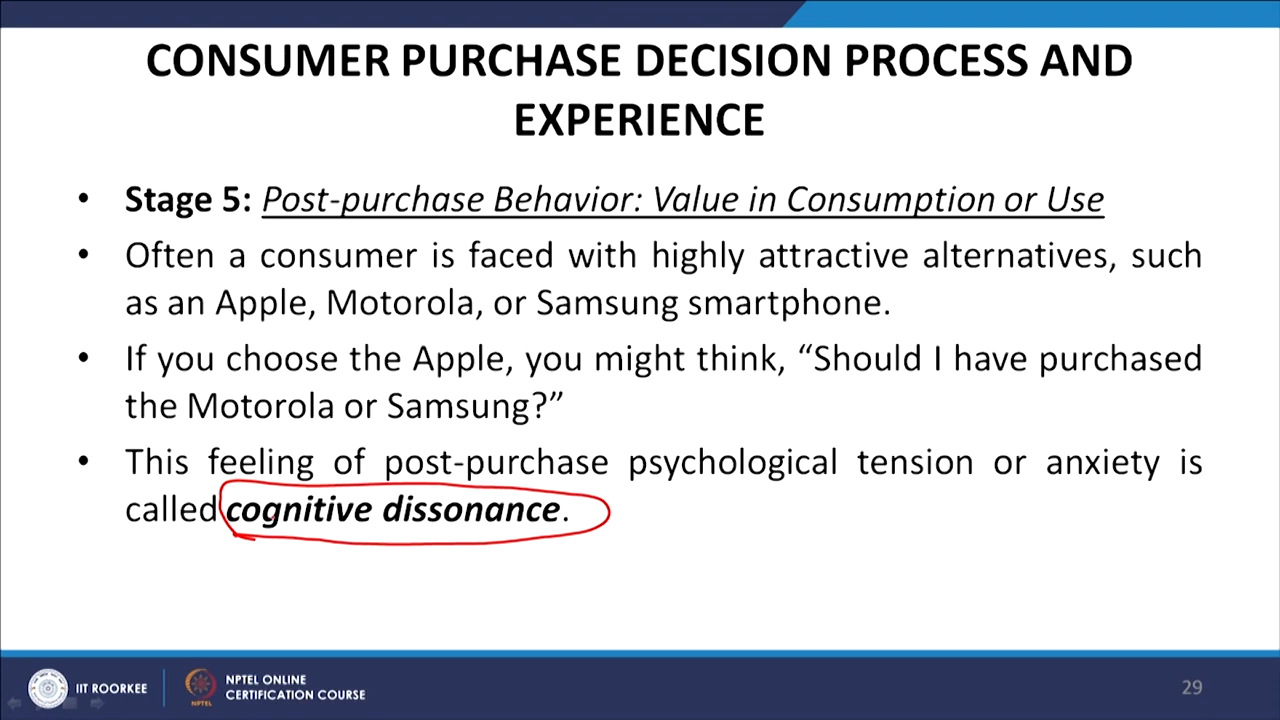 CONSUMER PURCHASE DECISION PROCESS AND
EXPERIENCE
• Stage 5: Post-purchase Behavior: Value in Consumption or Use
• Often a consumer is faced with highly attractive alternatives, such
as an Apple, Motorola, or Samsung smartphone.
• If you choose the Apple, you might think, “Should I have purchased
the Motorola or Samsung?”
• This feeling of post-purchase psychological tension or anxiety is
called cognitive dissonance.
IIT ROORKEE
NPTEL
NPTEL ONLINE
CERTIFICATION COURSE
29